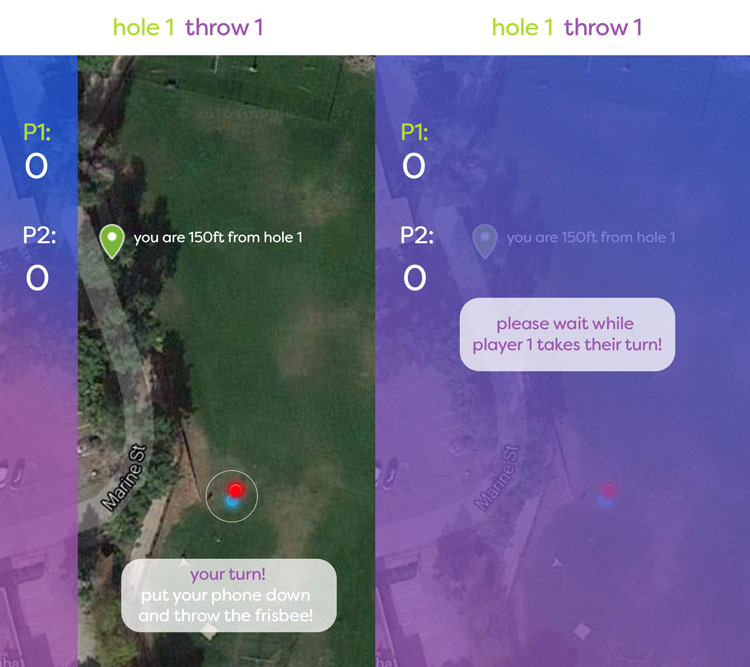 hole 1 throw 1
P1:
0
P2:
0
you are 150ft from hole 1
Marine St
your turn!
put your phone down
and throw the frisbee!
hole 1 throw 1
P1:
0
P2:
0
you are 150ft from hole 1
please wait while
player 1 takes their turn!
Marine St